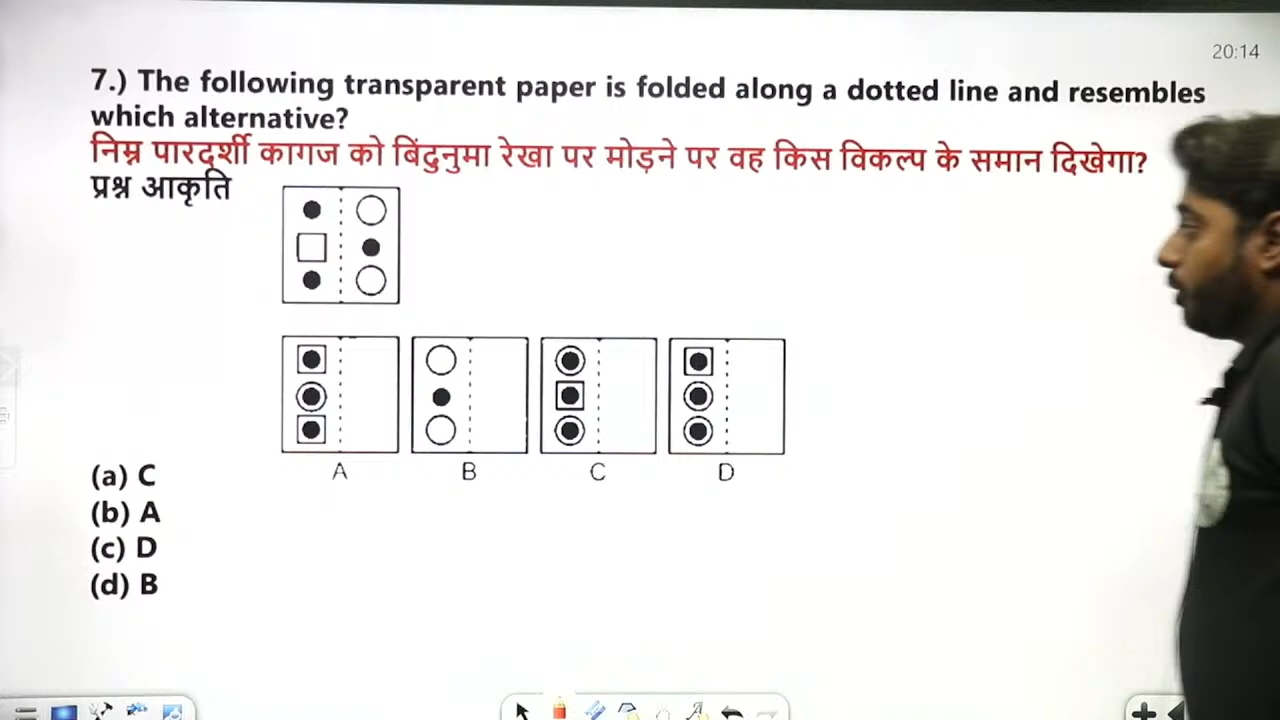 20:14
7.) The following transparent paper is folded along a dotted line and resembles
which alternative?
निम्न पारदर्शी कागज को बिंदुनुमा रेखा पर मोड़ने पर वह किस विकल्प के समान दिखेगा?
प्रश्न आकृति
A B C D
(a) C
(b) A
(c) D
(d) B